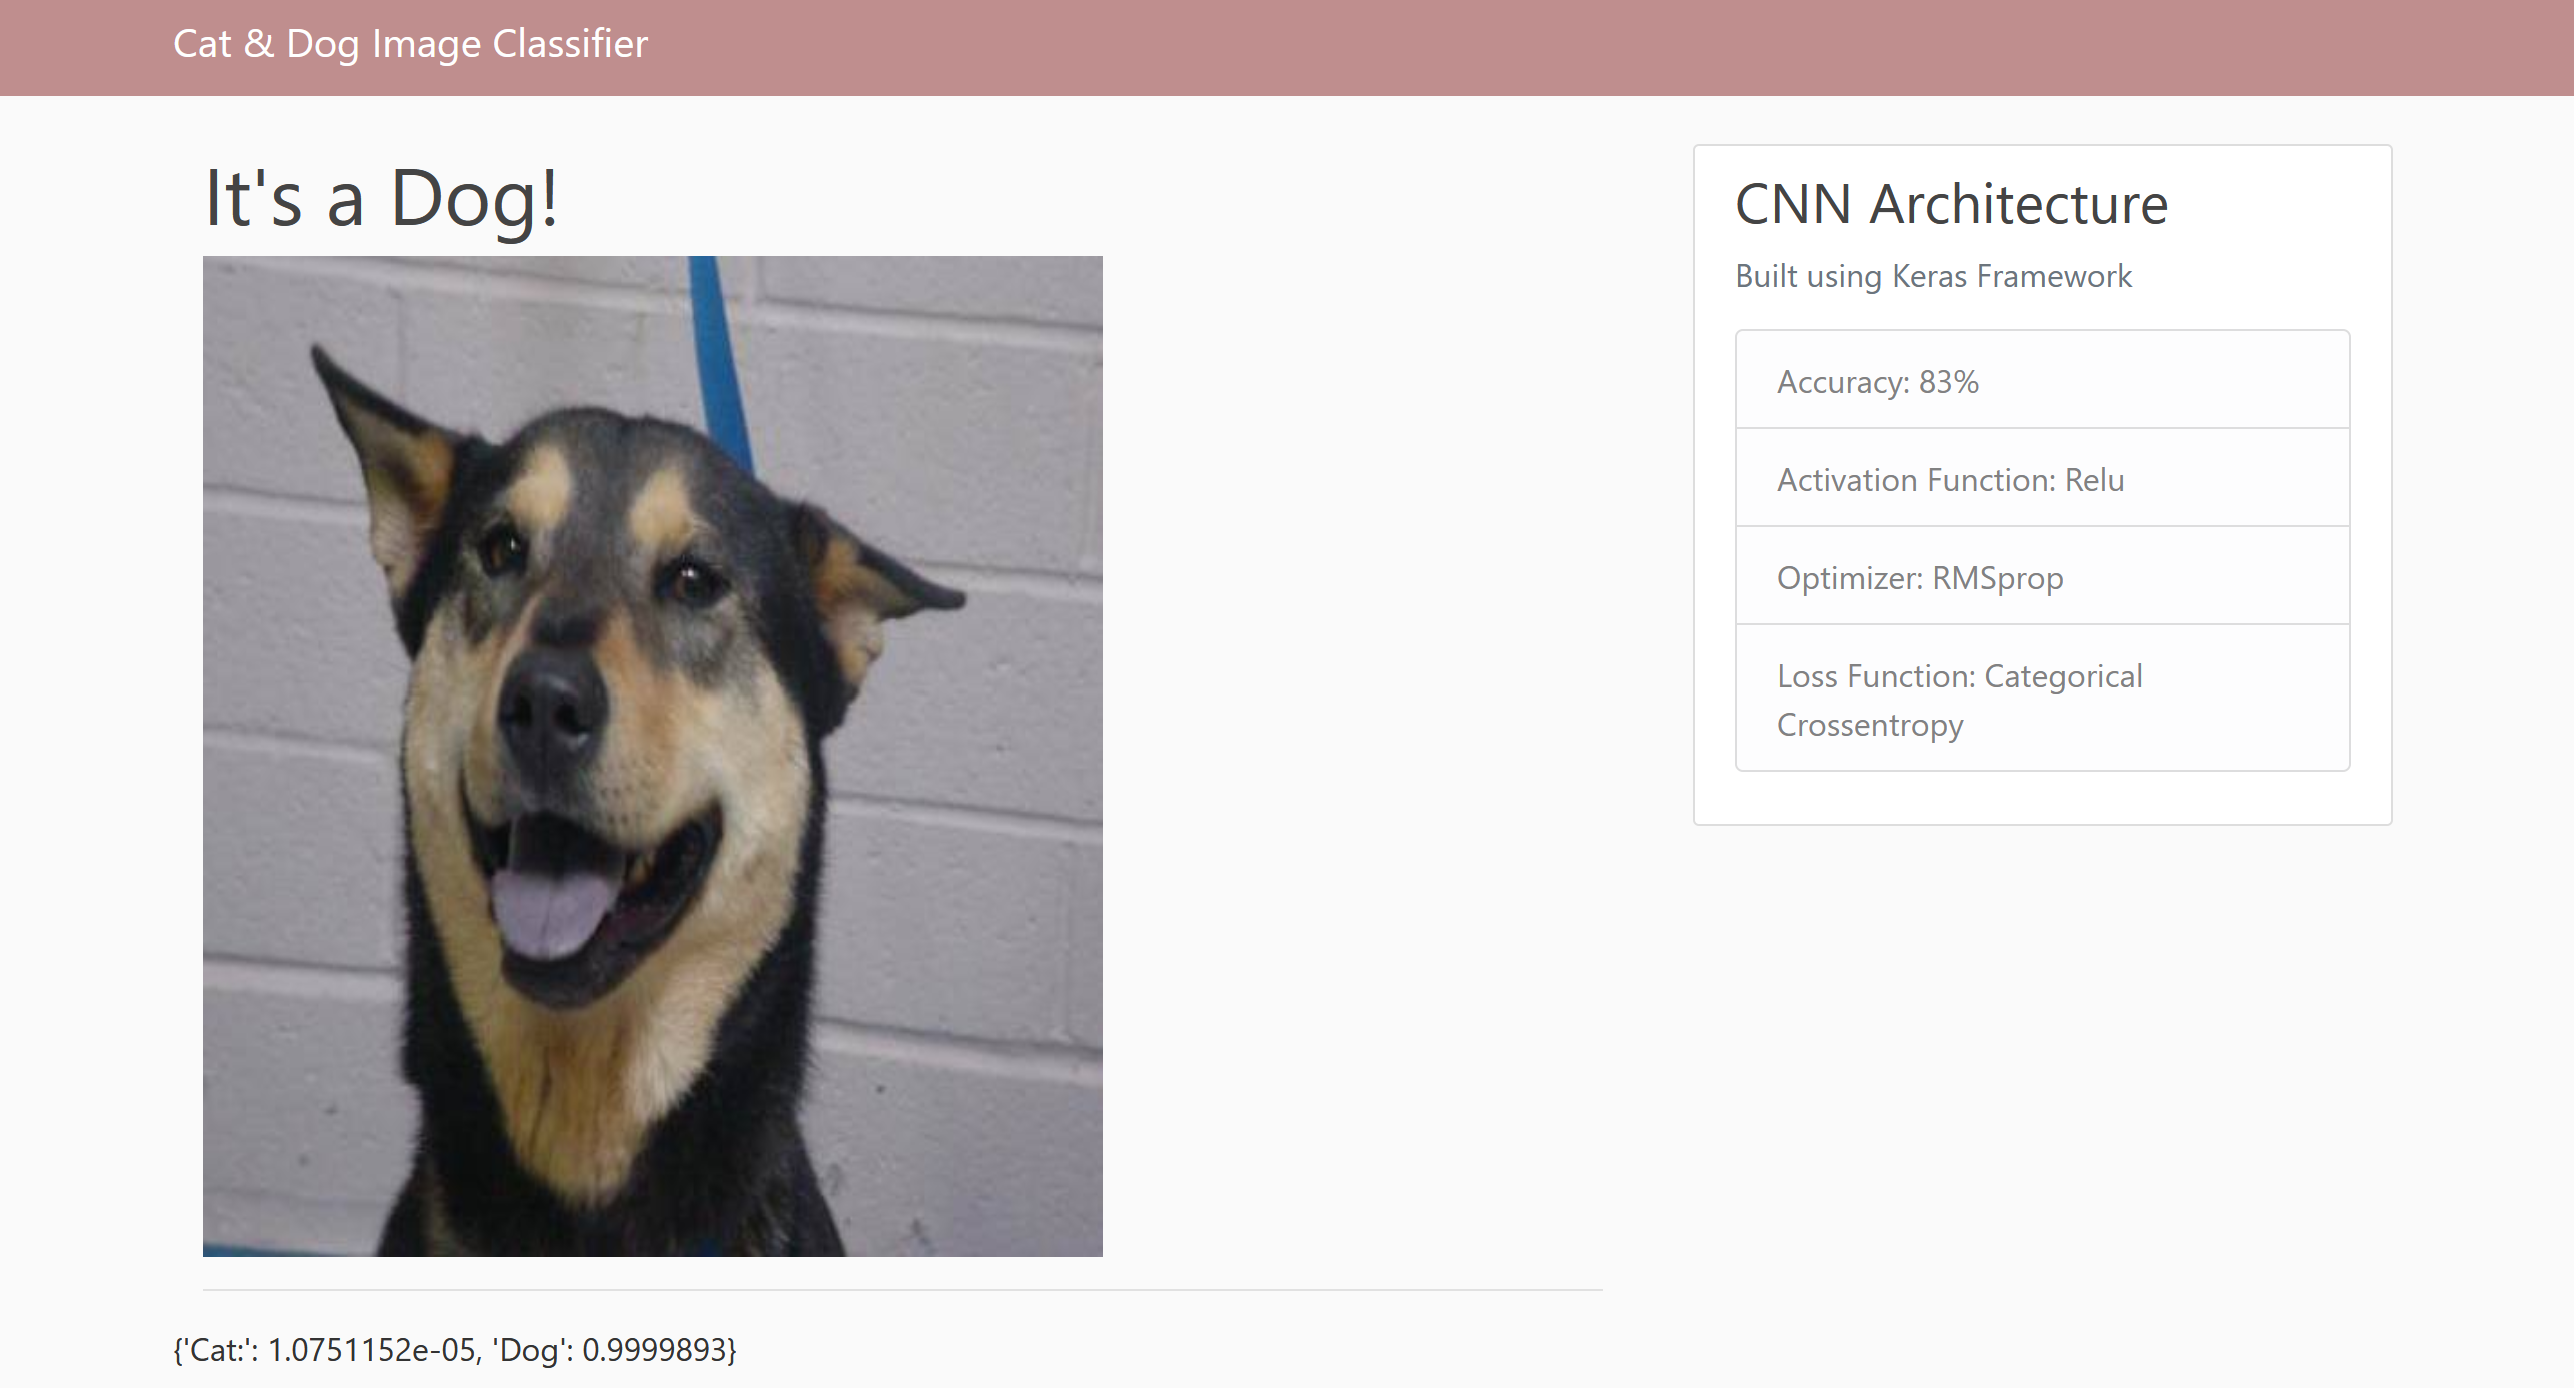 Cat & Dog Image Classifier
It's a Dog!
CNN Architecture
Built using Keras Framework
Accuracy: 83%
Activation Function: Relu
Optimizer: RMSprop
Loss Function: Categorical
Crossentropy
{'Cat:': 1.0751152e-05, 'Dog': 0.9999893}